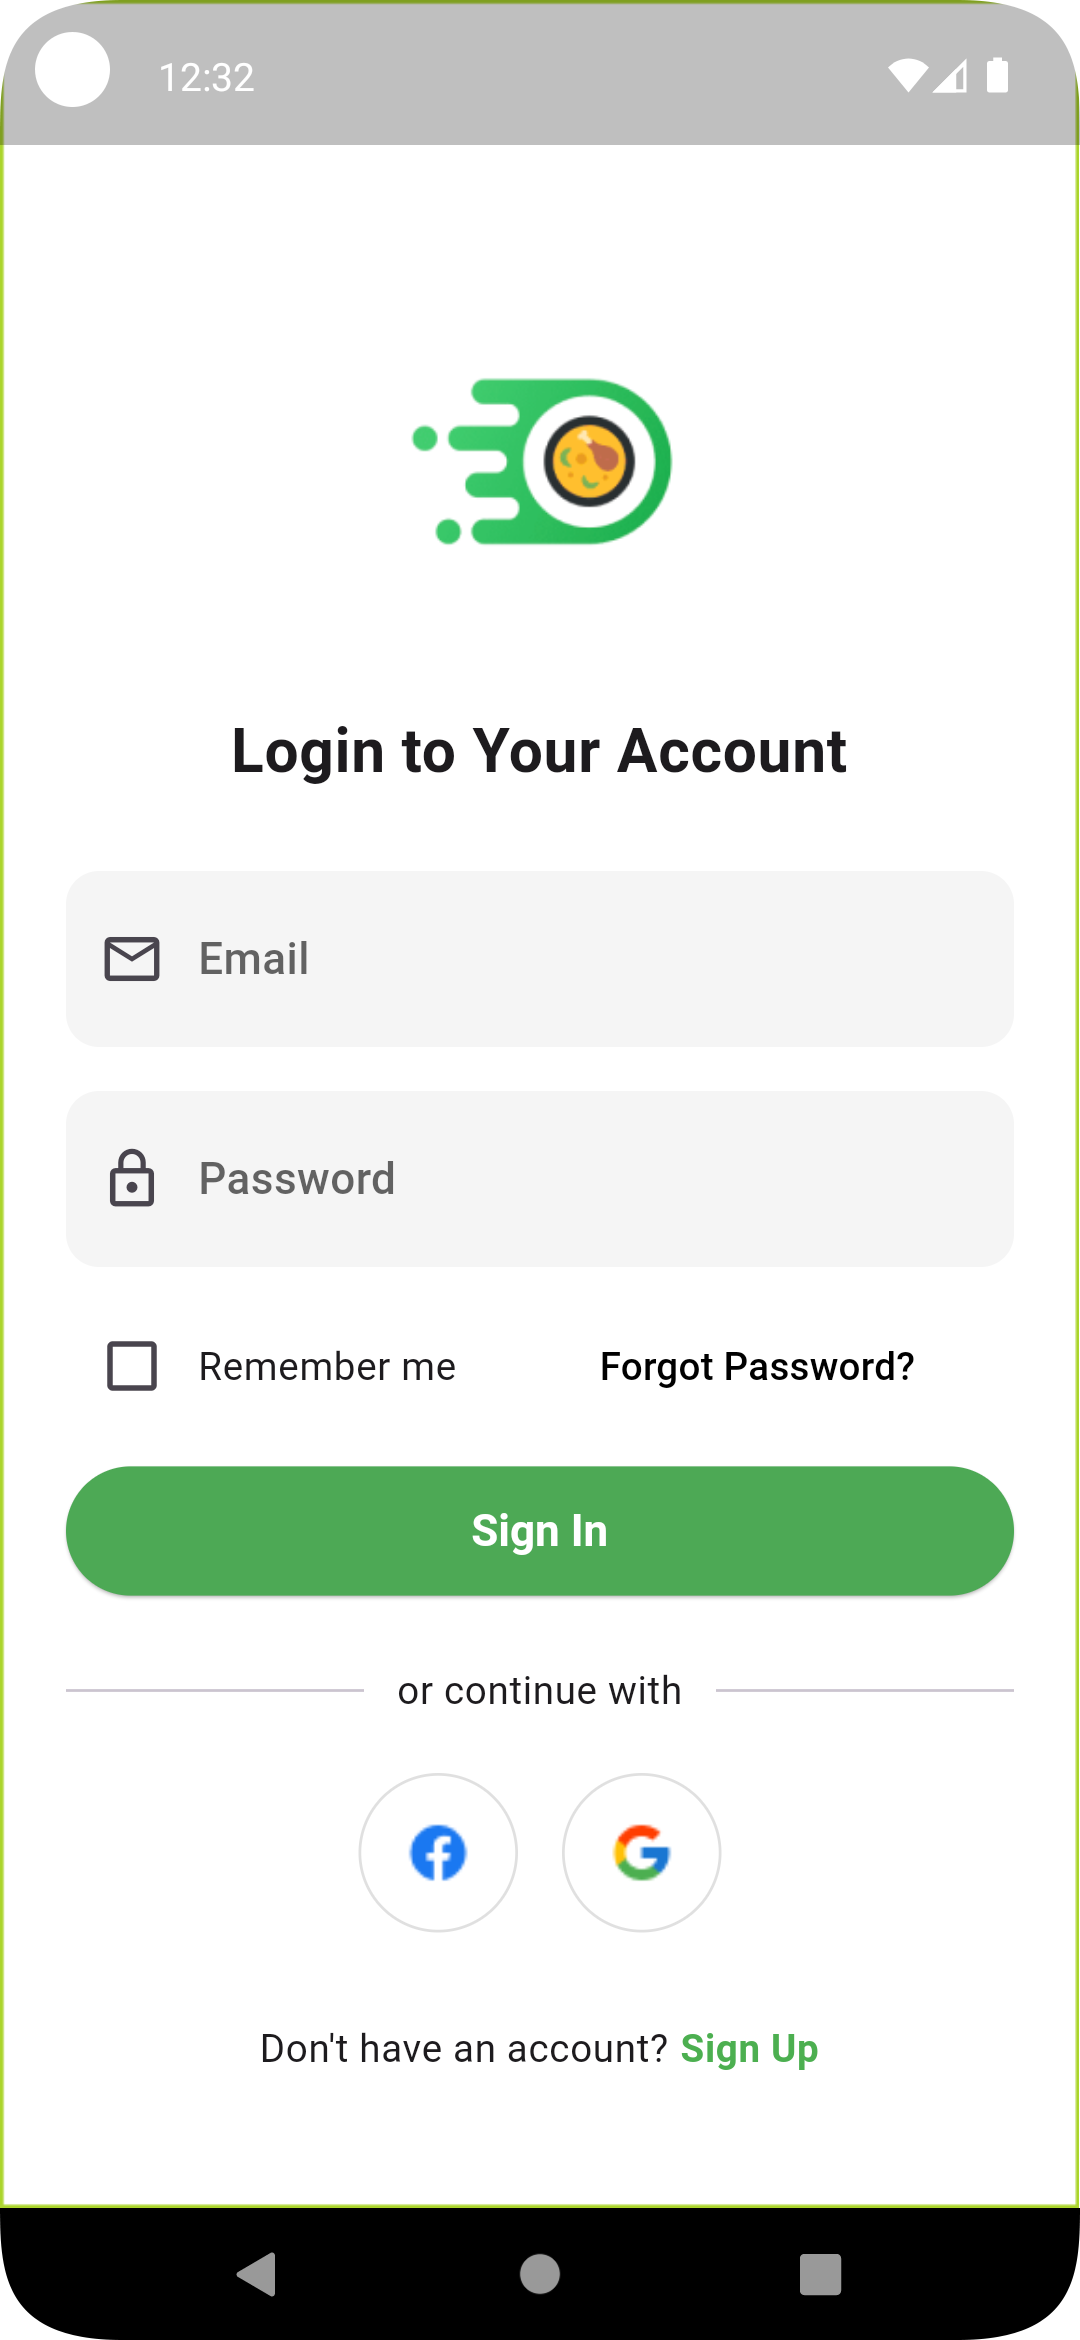 12:32
Login to Your Account
Email
Password
Remember me Forgot Password?
Sign In
or continue with
Don't have an account? Sign Up